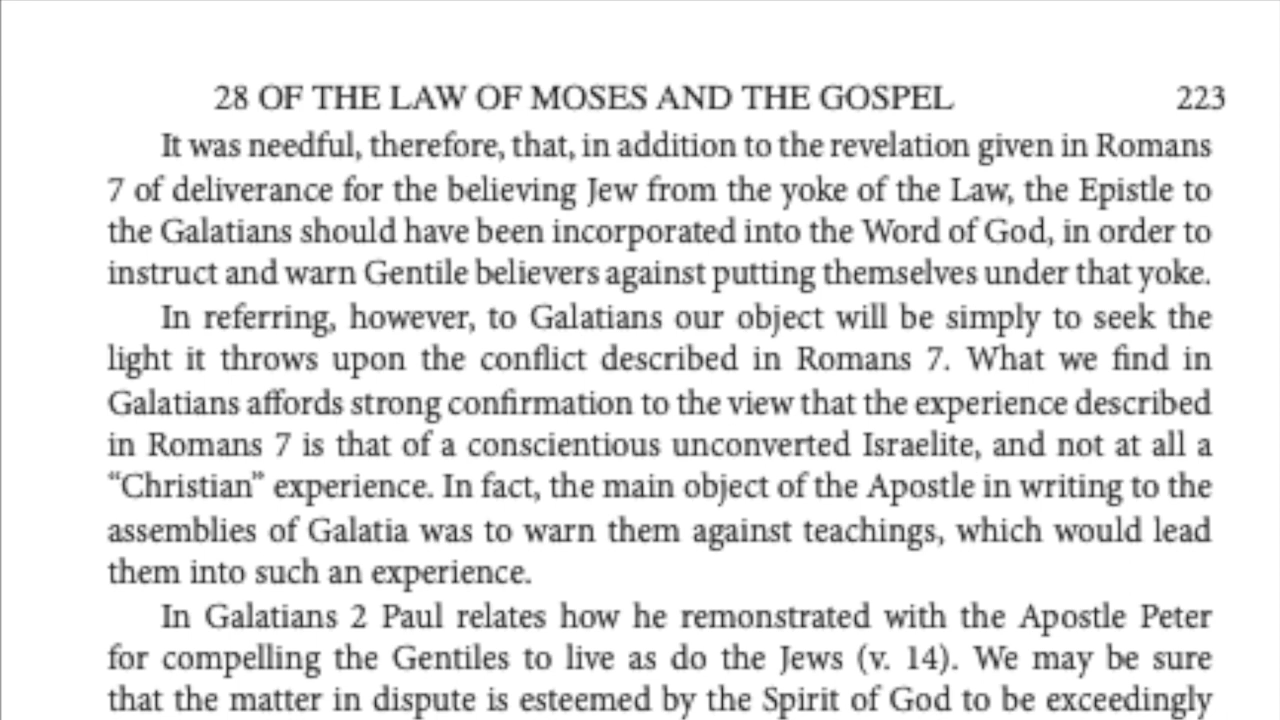 28 OF THE LAW OF MOSES AND THE GOSPEL 223
It was needful, therefore, that, in addition to the revelation given in Romans
7 of deliverance for the believing Jew from the yoke of the Law, the Epistle to
the Galatians should have been incorporated into the Word of God, in order to
instruct and warn Gentile believers against putting themselves under that yoke.
In referring, however, to Galatians our object will be simply to seek the
light it throws upon the conflict described in Romans 7. What we find in
Galatians affords strong confirmation to the view that the experience described
in Romans 7 is that of a conscientious unconverted Israelite, and not at all a
“Christian” experience. In fact, the main object of the Apostle in writing to the
assemblies of Galatia was to warn them against teachings, which would lead
them into such an experience.
In Galatians 2 Paul relates how he remonstrated with the Apostle Peter
for compelling the Gentiles to live as do the Jews (v. 14). We may be sure
that the matter in dispute is esteemed by the Spirit of God to be exceedingly